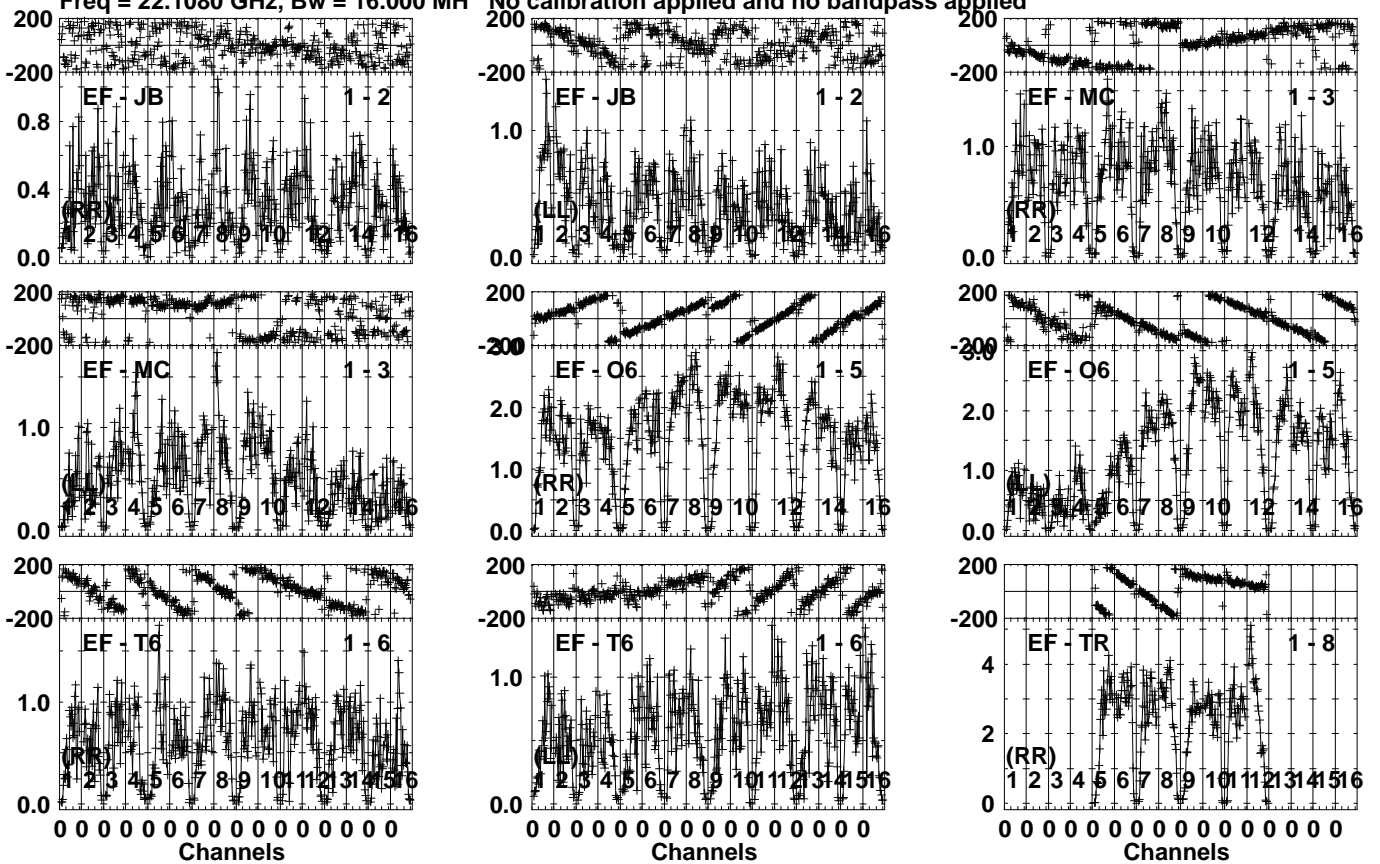 Freq = 22.1080 GHz, Bw = 16.000 MH No calibration applied and no bandpass applied
200 200 200
-200 -200 -200
EF - JB 1 - 2 EF - JB 1 - 2 EF - MC 1 - 3
0.8 1.0 1.0
0.4
(RR) (LL) (RR)
1 2 3 4 5 6 7 8 9 10 12 14 16 1 2 3 4 5 6 7 8 9 10 12 14 16 1 2 3 4 5 6 7 8 9 10 12 14 16
0.0 0.0 0.0
200 200 200
-200 -200 -200
3.0 3.0
EF - MC 1 - 3 EF - O6 1 - 5 EF - O6 1 - 5
2.0 2.0
1.0 1.0 1.0
(LL) (RR) (LL)
1 2 3 4 5 6 7 8 9 10 12 14 16 1 2 3 4 5 6 7 8 9 10 12 14 16 1 2 3 4 5 6 7 8 9 10 12 14 16
0.0 0.0 0.0
200 200 200
-200 -200 -200
EF - T6 1 - 6 EF - T6 1 - 6 EF - TR 1 - 8
4
1.0 1.0
2
(RR) (LL) (RR)
1 2 3 4 5 6 7 8 9 10 11 12 13 14 15 16 1 2 3 4 5 6 7 8 9 10 11 12 13 14 15 16 1 2 3 4 5 6 7 8 9 10 11 12 13 14 15 16
0.0 0.0 0
0 0 0 0 0 0 0 0 0 0 0 0 0 0 0 0 0 0 0 0 0 0 0 0 0 0 0 0 0 0 0 0 0 0 0 0 0 0 0 0 0 0 0 0 0 0 0 0
Channels Channels Channels